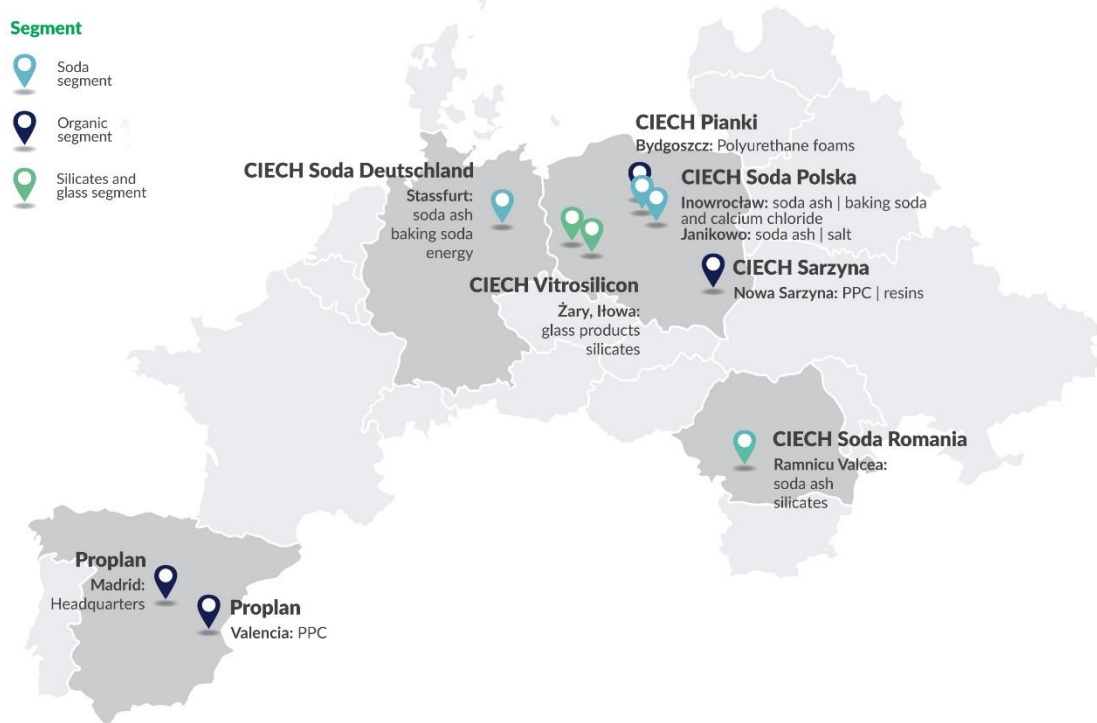 Segment
Soda
segment
Organic
segment
Silicates and
glass segment
CIECH Pianki
Bydgoszcz: Polyurethane foams
CIECH Soda Deutschland
Stassfurt:
soda ash
baking soda
energy
CIECH Soda Polska
Inowrocław: soda ash | baking soda
and calcium chloride
Janikowo: soda ash | salt
CIECH Sarzyna
Nowa Sarzyna: PPC | resins
CIECH Vitrosilicon
Żary, Iłowa:
glass products
silicates
CIECH Soda Romania
Ramnicu Valcea:
soda ash
silicates
Proplan
Madrid:
Headquarters
Proplan
Valencia: PPC